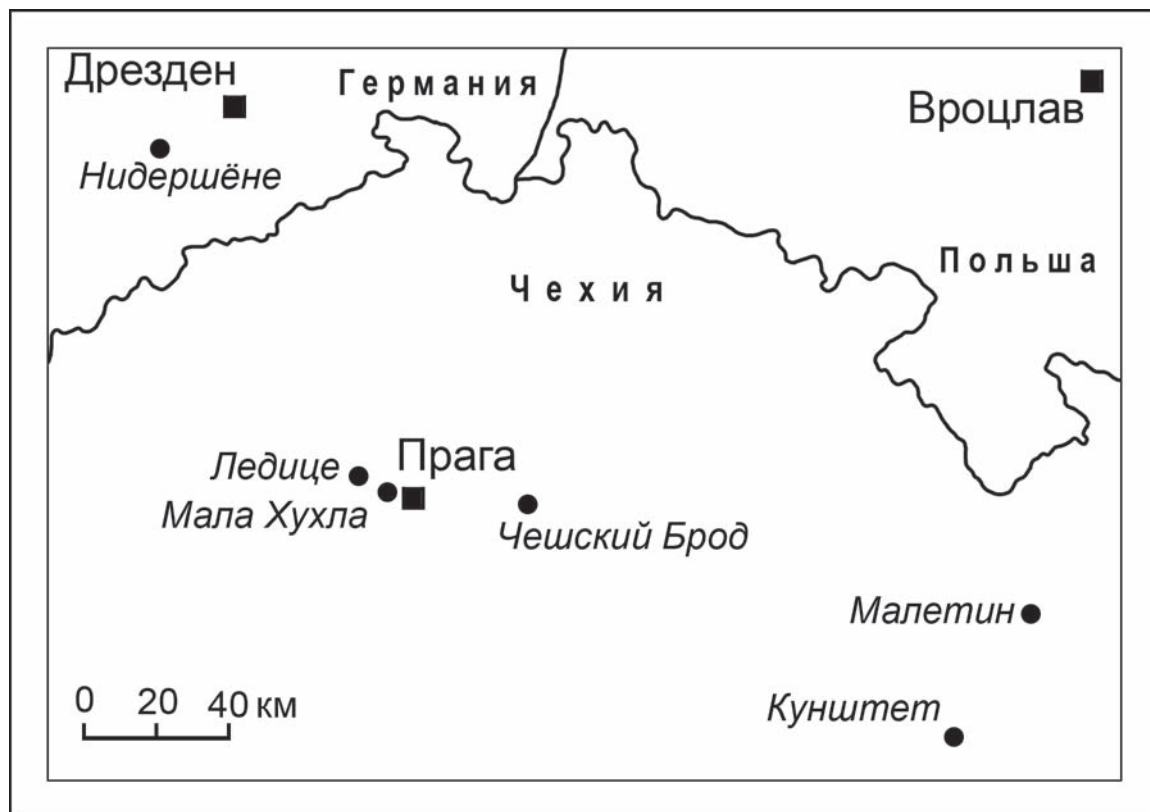 Дрезден
Германия
Вроцлав
Нидершёне
Польша
Чехия
Ледице
Прага
Мала Хухла
Чешский Брод
Малетин
0 20 40 км
Кунштет